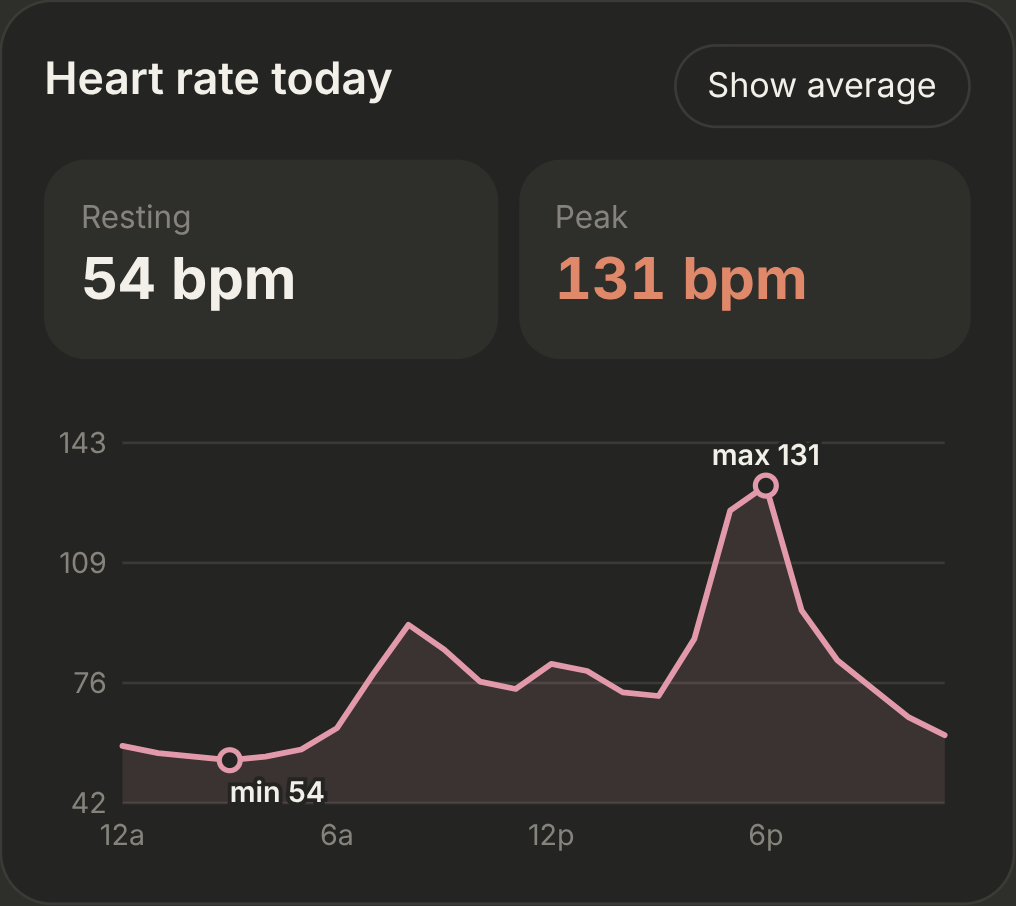 Heart rate today
Show average
Resting
54 bpm
Peak
131 bpm
143
max 131
109
76
min 54
42
12a
6a
12p
6p